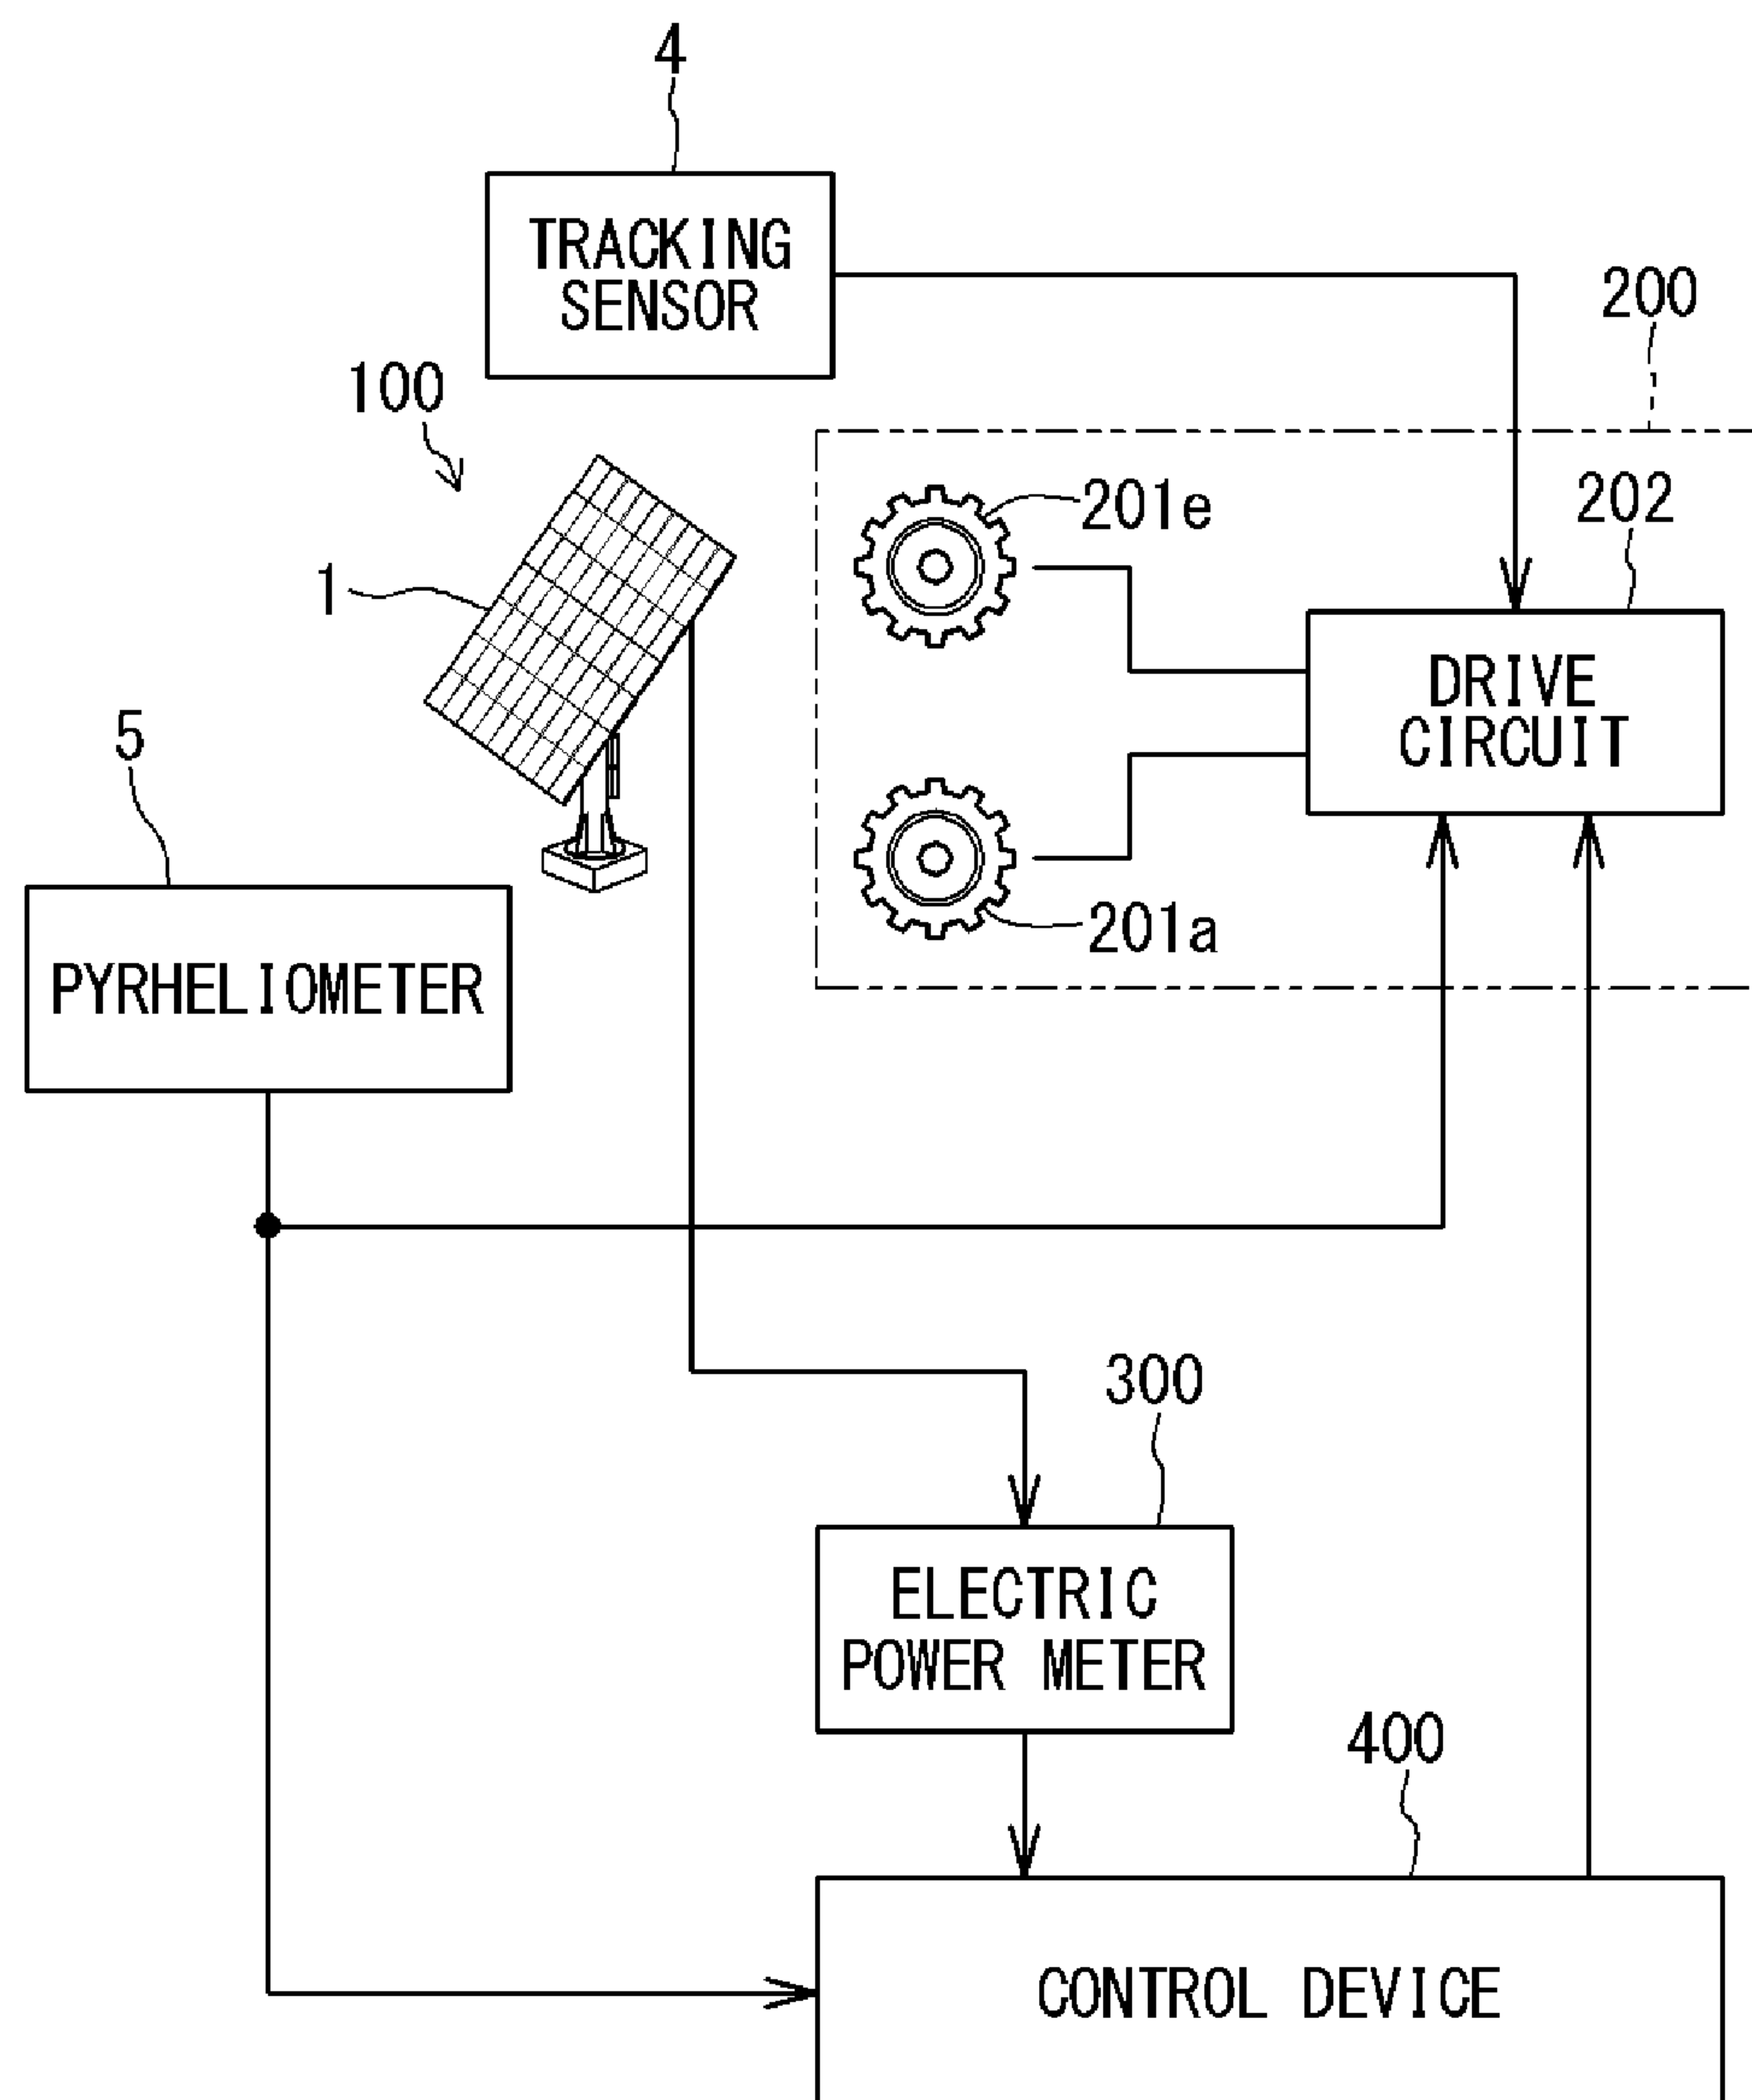 4
TRACKING
SENSOR
200
100
201e
202
1
DRIVE
CIRCUIT
5
201a
PYRHELIOMETER
300
ELECTRIC
POWER METER
400
CONTROL DEVICE